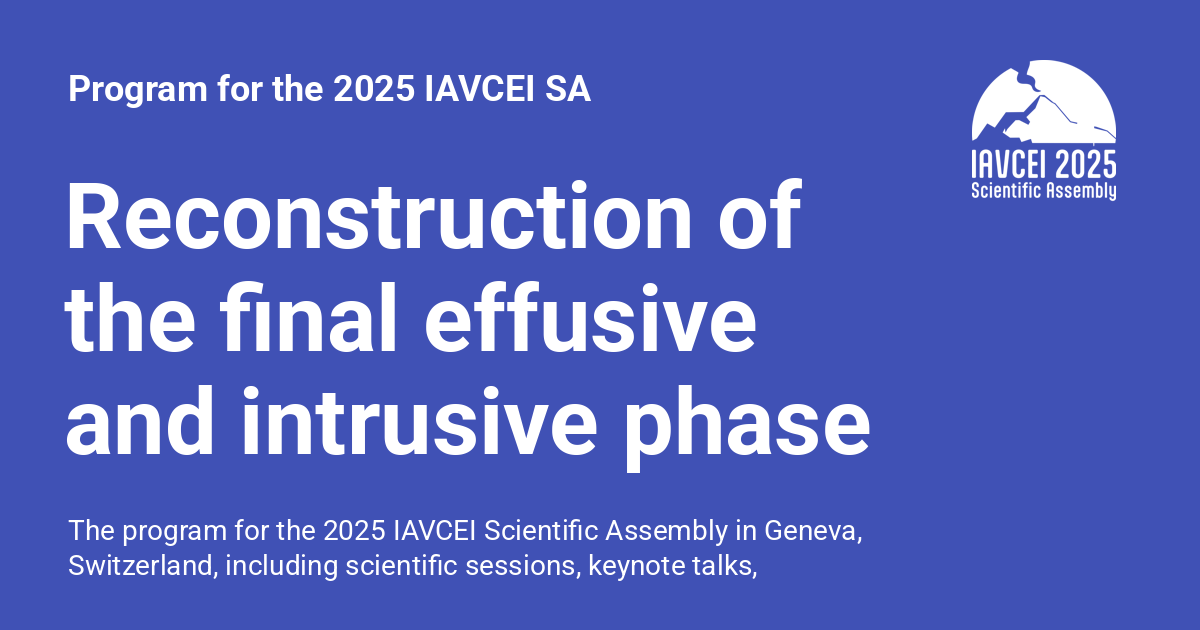 Program for the 2025 IAVCEI SA
IAVCEI 2025
Scientific Assembly
Reconstruction of
the final effusive
and intrusive phase
The program for the 2025 IAVCEI Scientific Assembly in Geneva,
Switzerland, including scientific sessions, keynote talks,